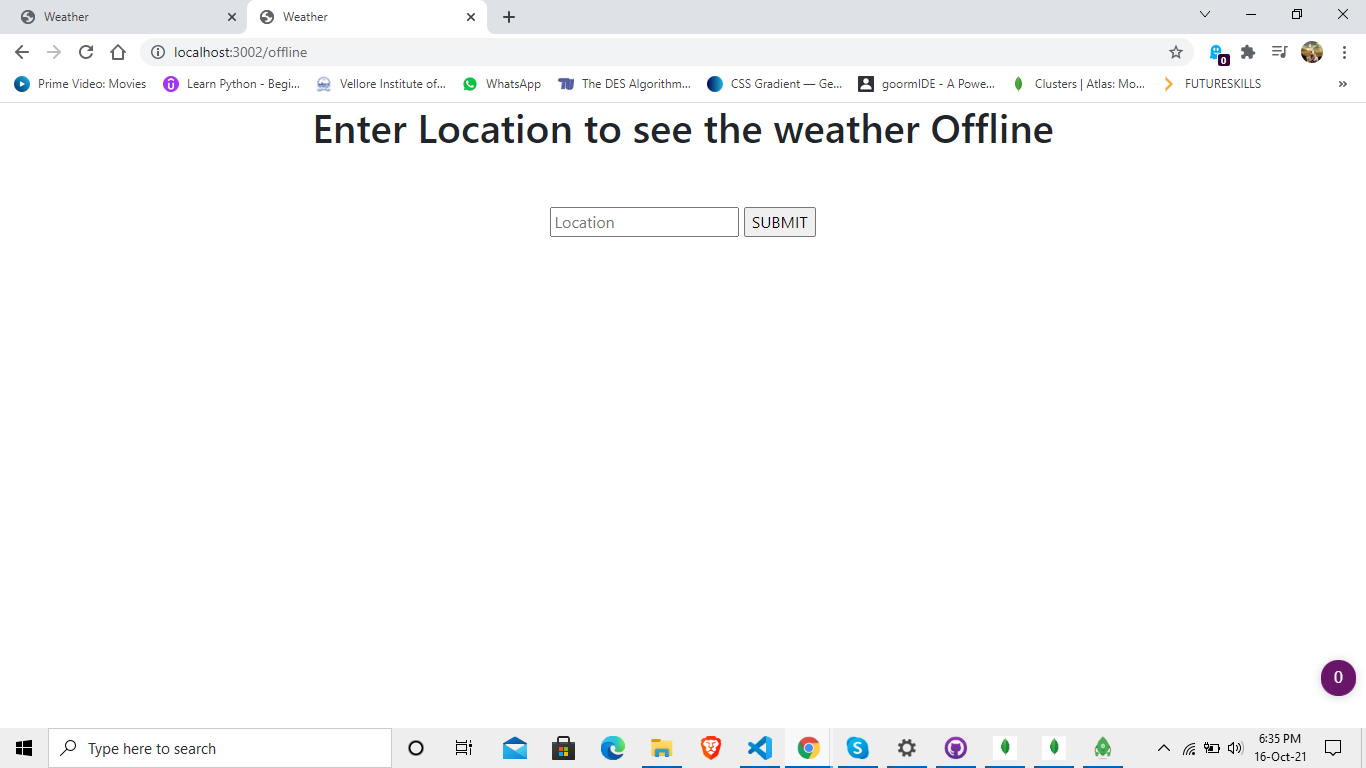 Weather
Weather
localhost:3002/offline
0
Prime Video: Movies
Learn Python - Begi...
Vellore Institute of...
WhatsApp
The DES Algorithm...
CSS Gradient — Ge...
goormIDE - A Powe...
Clusters | Atlas: Mo...
FUTURESKILLS
Enter Location to see the weather Offline
Location
SUBMIT
0
Type here to search
6:35 PM
16-Oct-21